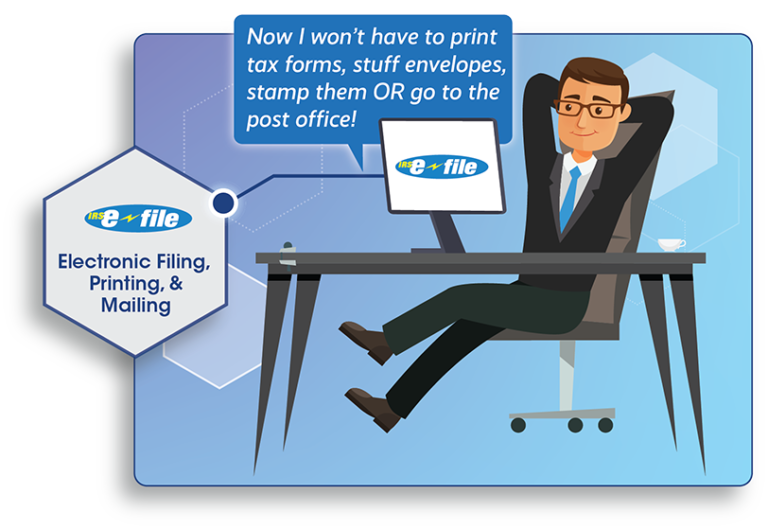 Now I won't have to print
tax forms, stuff envelopes,
stamp them OR go to the
post office!
IRS e file
IRS e file
Electronic Filing,
Printing, &
Mailing